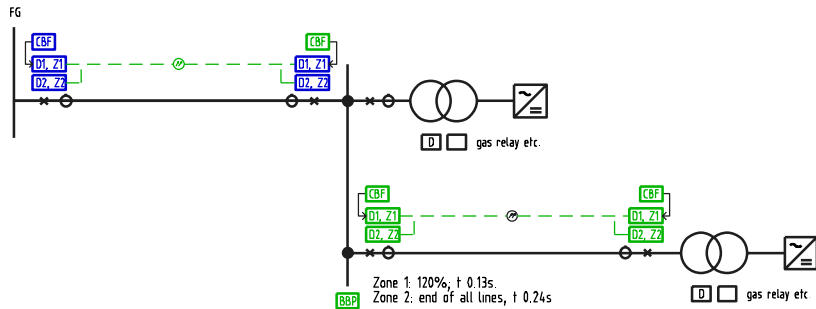 FG
CBF
CBF
D1, Z1
D1, Z1
D2, Z2
D2, Z2
D
gas relay etc.
CBF
CBF
D1, Z1
D1, Z1
D2, Z2
D2, Z2
Zone 1: 120%; t 0.13s.
BBP
Zone 2: end of all lines, t 0.24s
D
gas relay etc